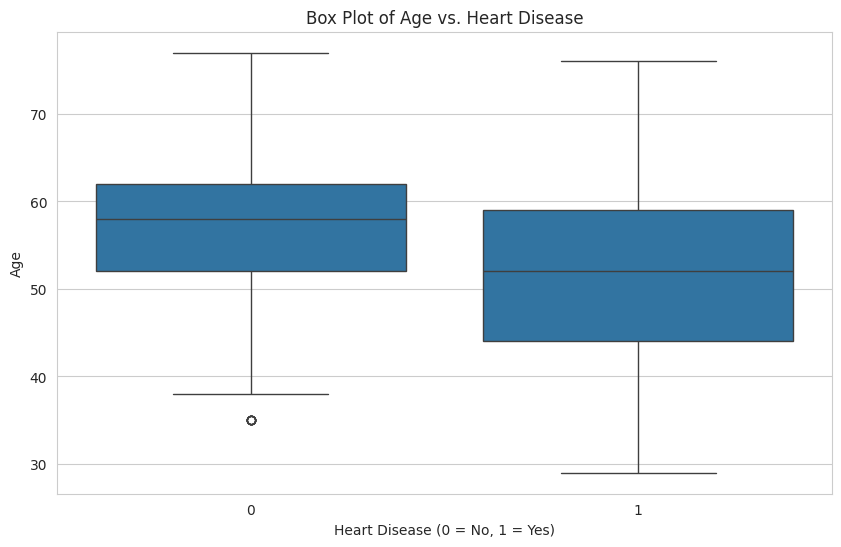 Box Plot of Age vs. Heart Disease
70
60
50
40
30
Age
0 1
Heart Disease (0 = No, 1 = Yes)